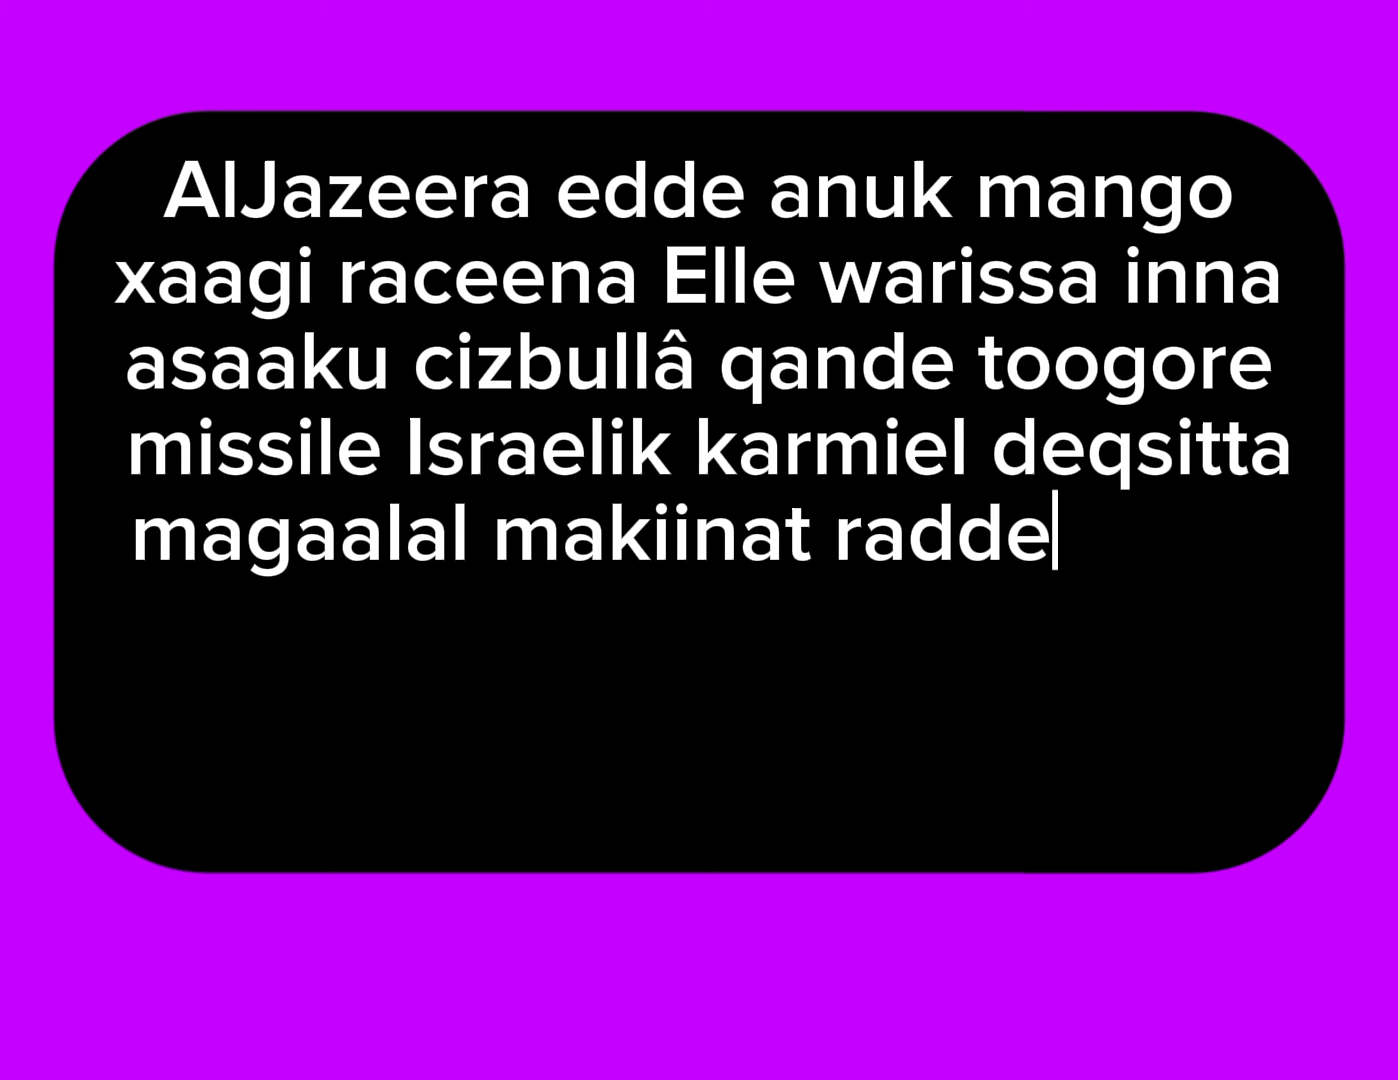 AlJazeera edde anuk mango
xaagi raceena Elle warissa inna
asaaku cizbullâ qande toogore
missile Israelik karmiel deqsitta
magaalal makiinat radde